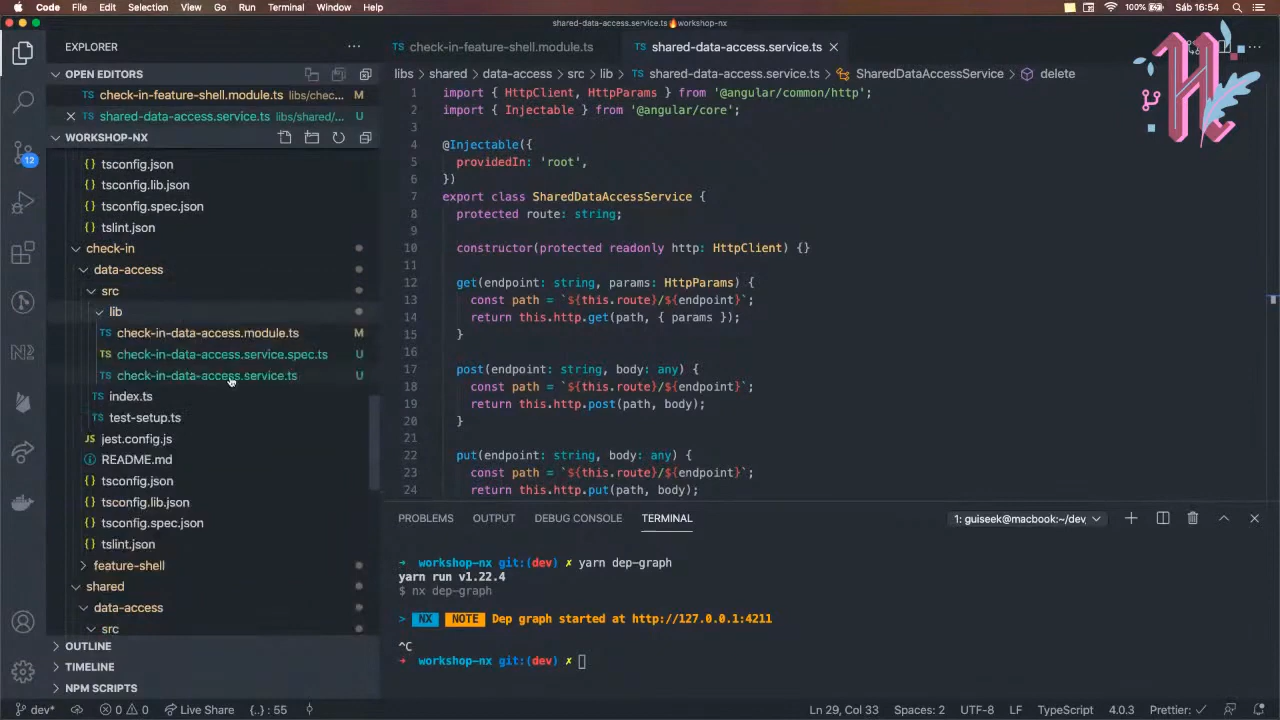 Code File Edit Selection View Go Run Terminal Window Help 100% Sáb 16:54
shared-data-access.service.ts workshop-nx
EXPLORER
OPEN EDITORS
TS check-in-feature-shell.module.ts libs/chec... M
TS shared-data-access.service.ts libs/shared/... U
WORKSHOP-NX
{} tsconfig.json
{} tsconfig.lib.json
{} tsconfig.spec.json
{} tslint.json
check-in
data-access
src
lib
TS check-in-data-access.module.ts M
TS check-in-data-access.service.spec.ts U
TS check-in-data-access.service.ts U
TS index.ts
TS test-setup.ts
JS jest.config.js
README.md
{} tsconfig.json
{} tsconfig.lib.json
{} tsconfig.spec.json
{} tslint.json
feature-shell
shared
data-access
src
OUTLINE
TIMELINE
NPM SCRIPTS
12
TS check-in-feature-shell.module.ts
TS shared-data-access.service.ts
libs > shared > data-access > src > lib > TS shared-data-access.service.ts > SharedDataAccessService > delete
1 import { HttpClient, HttpParams } from '@angular/common/http';
2 import { Injectable } from '@angular/core';
3
4 @Injectable({
5 providedIn: 'root',
6 })
7 export class SharedDataAccessService {
8 protected route: string;
9
10 constructor(protected readonly http: HttpClient) {}
11
12 get(endpoint: string, params: HttpParams) {
13 const path = `${this.route}/${endpoint}`;
14 return this.http.get(path, { params });
15 }
16
17 post(endpoint: string, body: any) {
18 const path = `${this.route}/${endpoint}`;
19 return this.http.post(path, body);
20 }
21
22 put(endpoint: string, body: any) {
23 const path = `${this.route}/${endpoint}`;
24 return this.http.put(path, body);
H
PROBLEMS OUTPUT DEBUG CONSOLE TERMINAL 1: guiseek@macbook:~/dev
➜ workshop-nx git:(dev) ✗ yarn dep-graph
yarn run v1.22.4
$ nx dep-graph
> NX NOTE Dep graph started at http://127.0.0.1:4211
^C
➜ workshop-nx git:(dev) ✗
dev* 0 0 Live Share {..} : 55 Ln 29, Col 33 Spaces: 2 UTF-8 LF TypeScript 4.0.3 Prettier: ✓